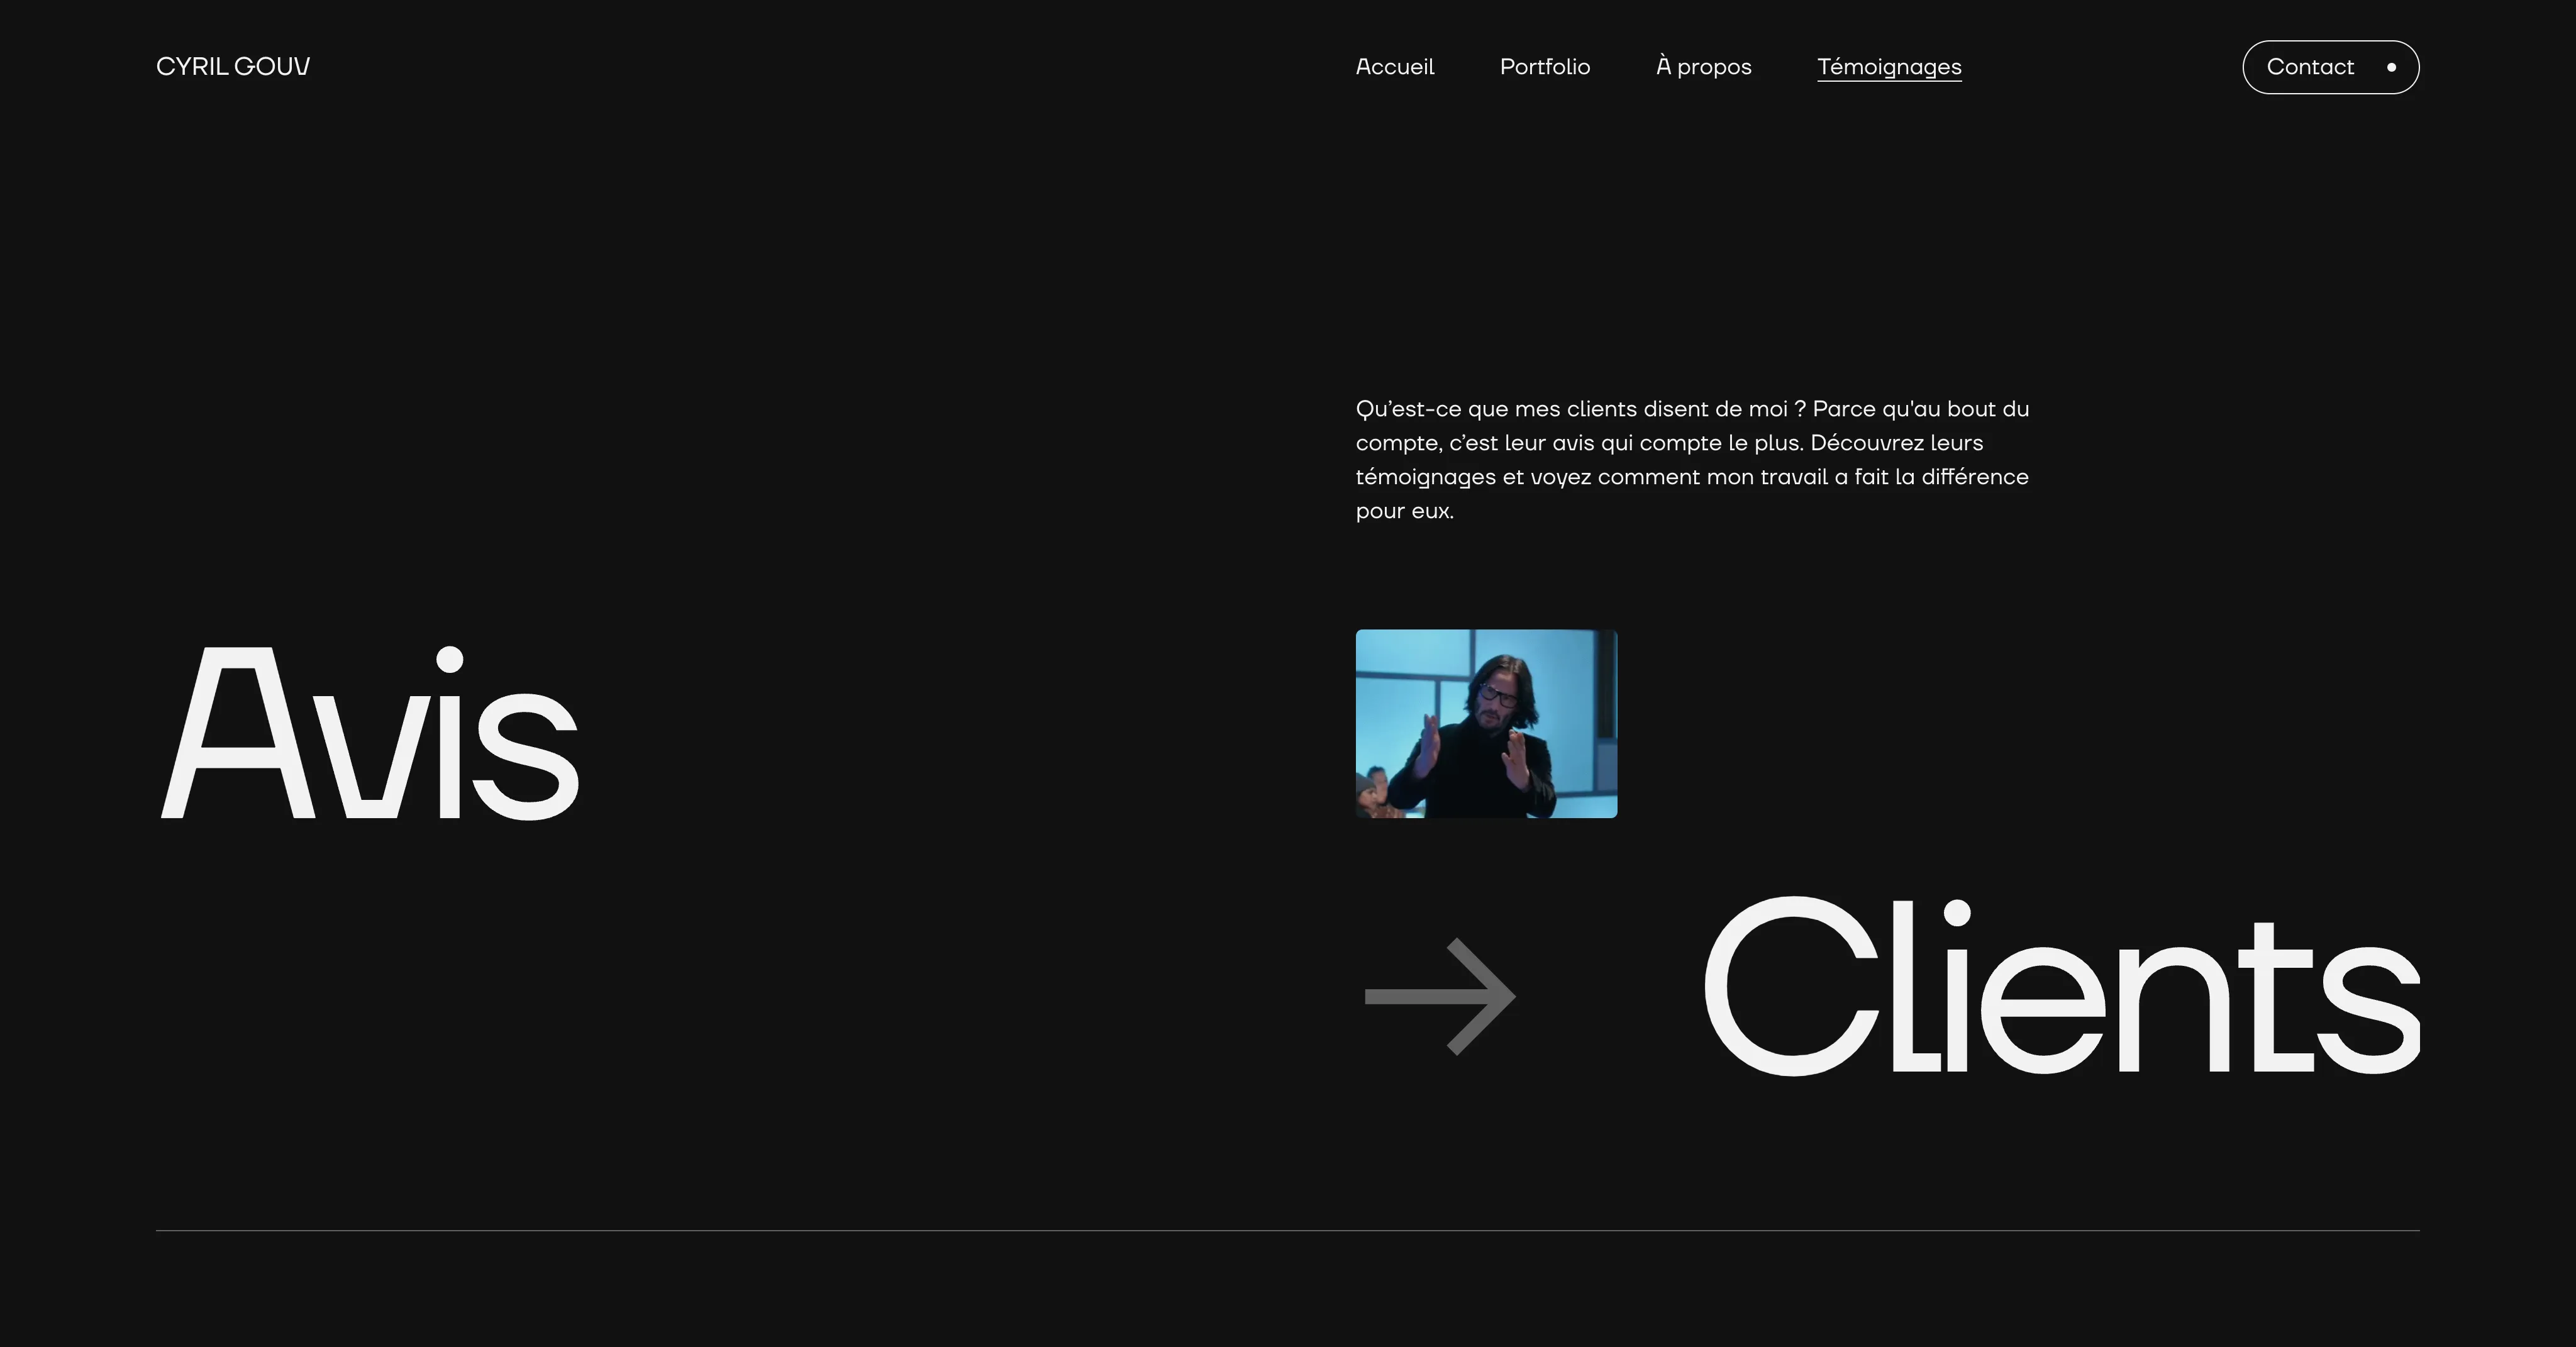 CYRIL GOUV
Accueil
Portfolio
À propos
Témoignages
Contact
Qu’est-ce que mes clients disent de moi ? Parce qu'au bout du
compte, c’est leur avis qui compte le plus. Découvrez leurs
témoignages et voyez comment mon travail a fait la différence
pour eux.
Avis
Clients